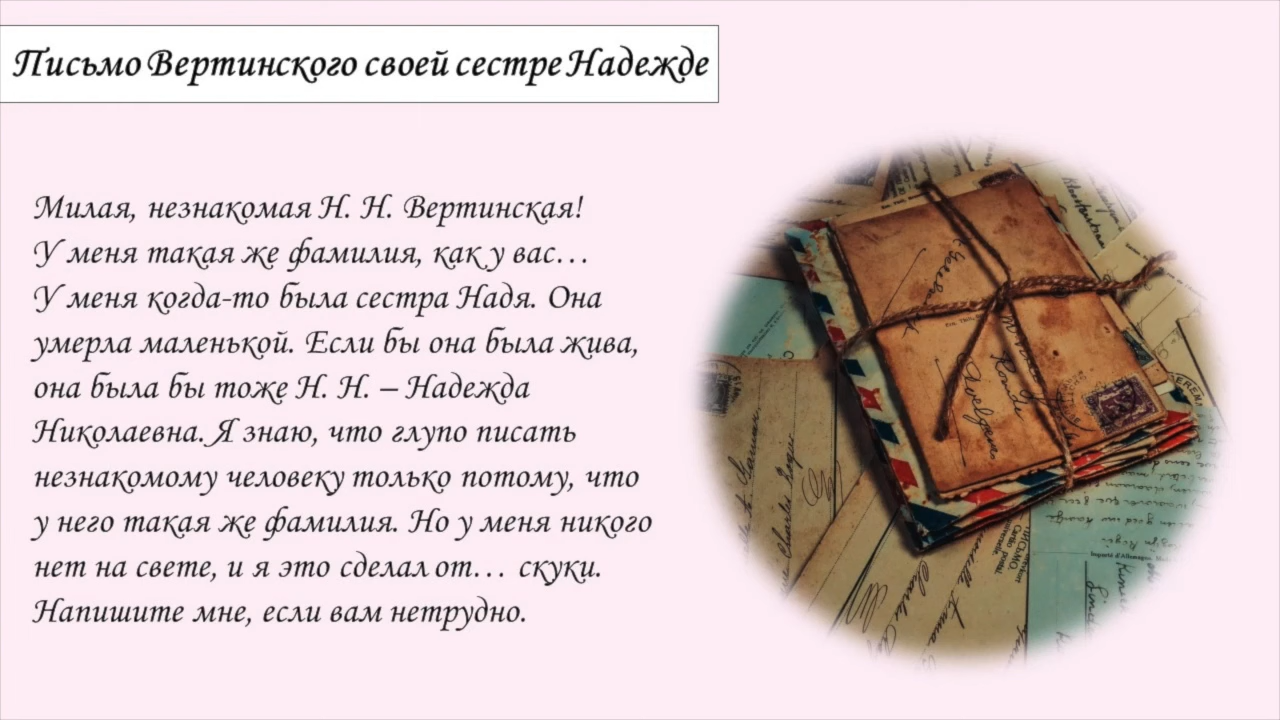 Письмо Вертинского своей сестре Надежде
Милая, незнакомая Н. Н. Вертинская!
У меня такая же фамилия, как у вас…
У меня когда-то была сестра Надя. Она
умерла маленькой. Если бы она была жива,
она была бы тоже Н. Н. – Надежда
Николаевна. Я знаю, что глупо писать
незнакомому человеку только потому, что
у него такая же фамилия. Но у меня никого
нет на свете, и я это сделал от… скуки.
Напишите мне, если вам нетрудно.